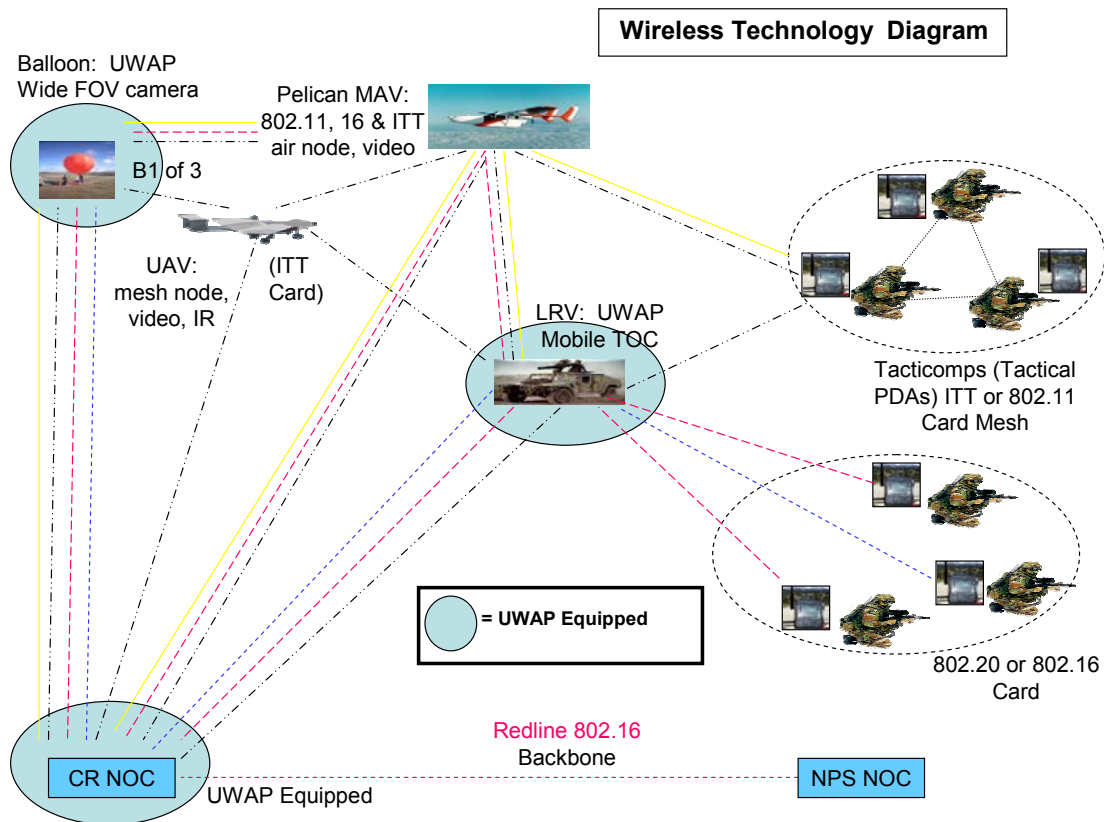 Wireless Technology Diagram
Balloon: UWAP
Wide FOV camera
Pelican MAV:
802.11, 16 & ITT
air node, video
B1 of 3
UAV:
mesh node,
video, IR
(ITT
Card)
LRV: UWAP
Mobile TOC
Tacticomps (Tactical
PDAs) ITT or 802.11
Card Mesh
= UWAP Equipped
802.20 or 802.16
Card
Redline 802.16
Backbone
CR NOC
NPS NOC
UWAP Equipped